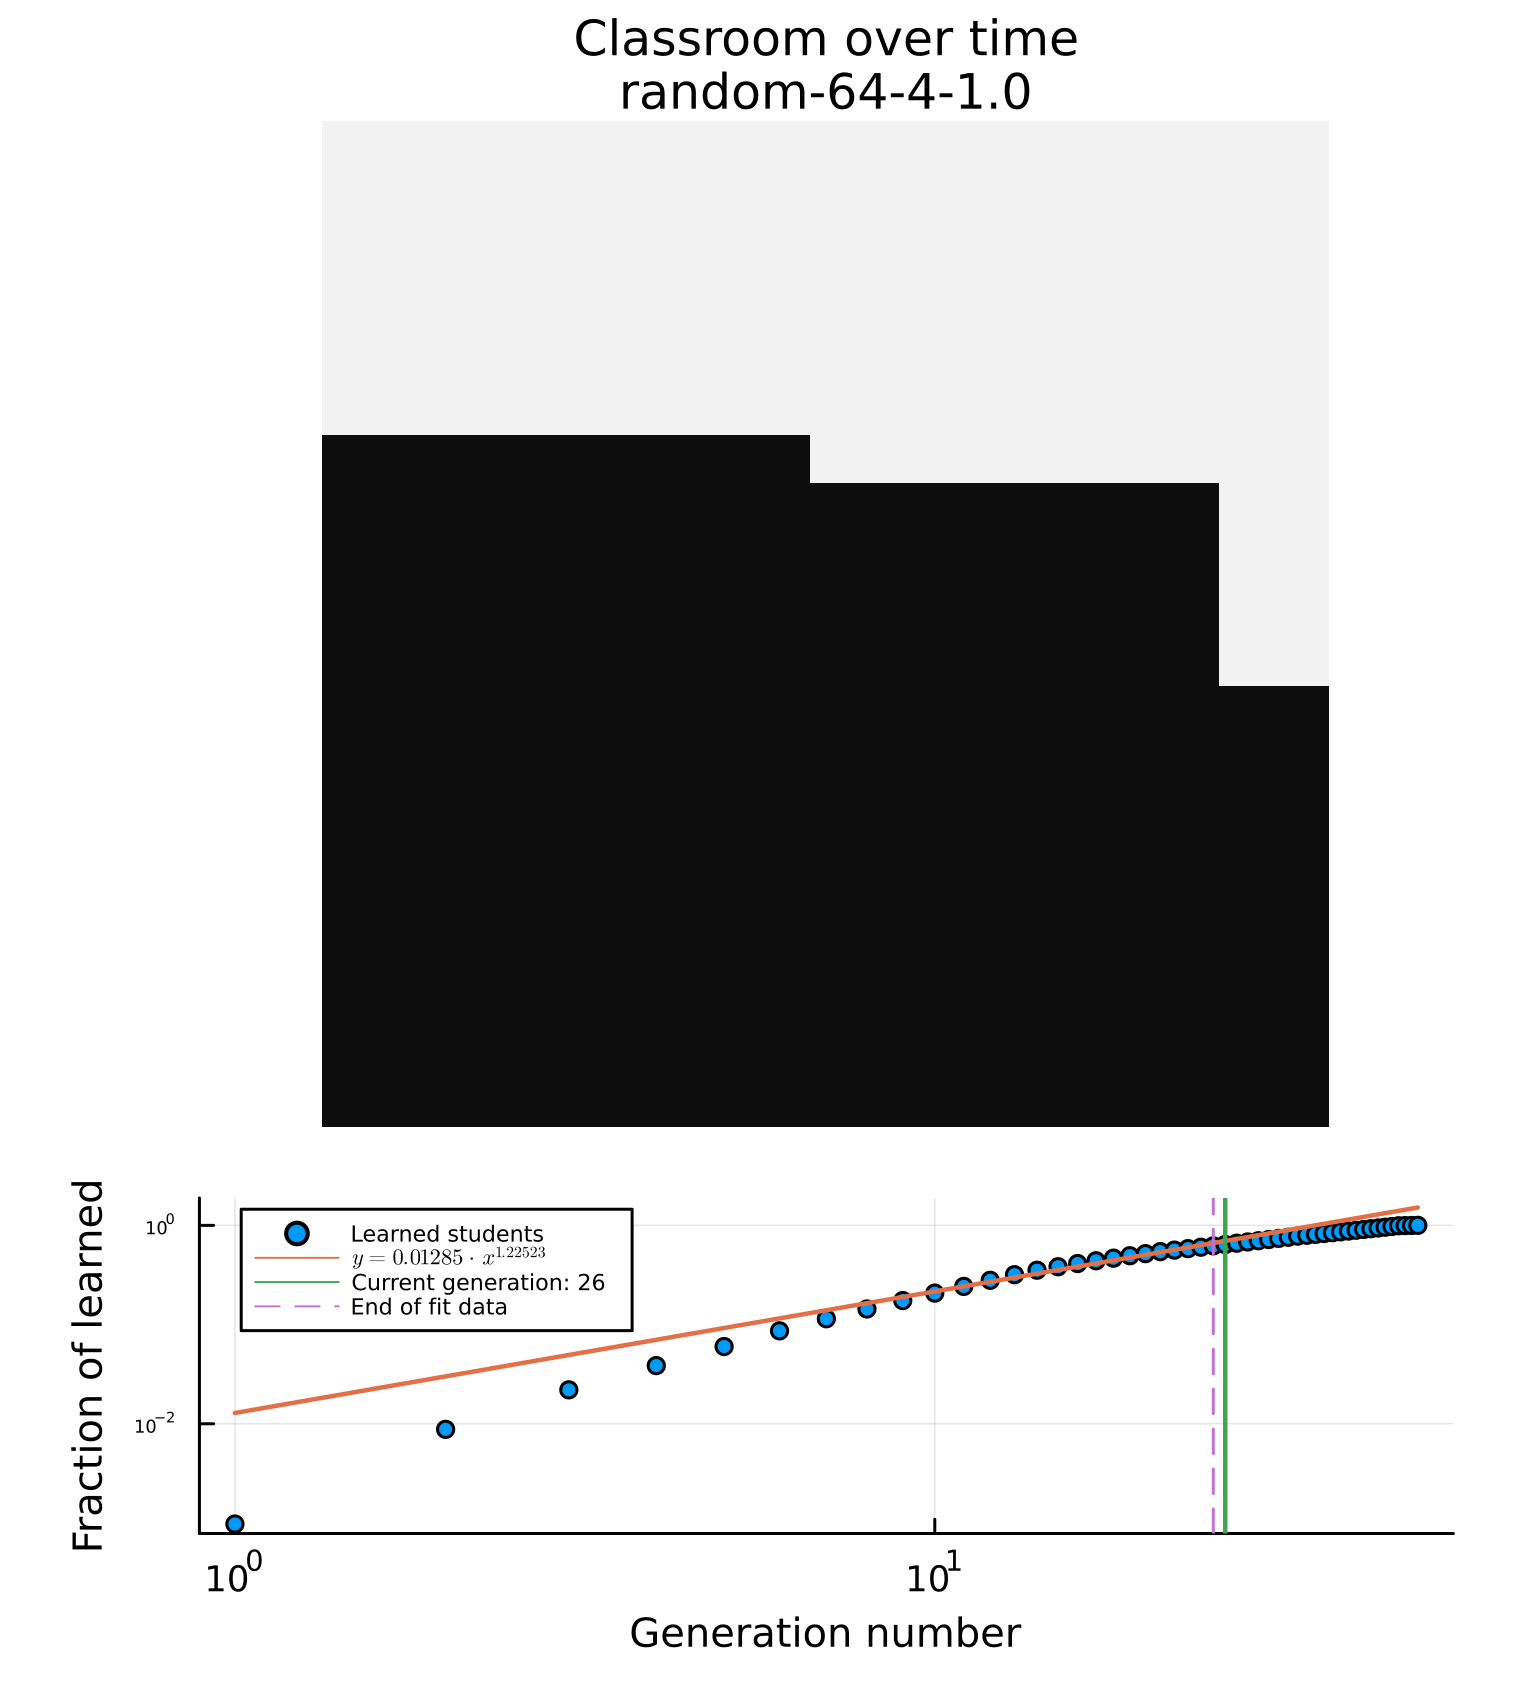 Classroom over time
random-64-4-1.0
Fraction of learned
10^0
10^−2
Learned students
y = 0.01285 · x^1.22523
Current generation: 26
End of fit data
10^0
10^1
Generation number